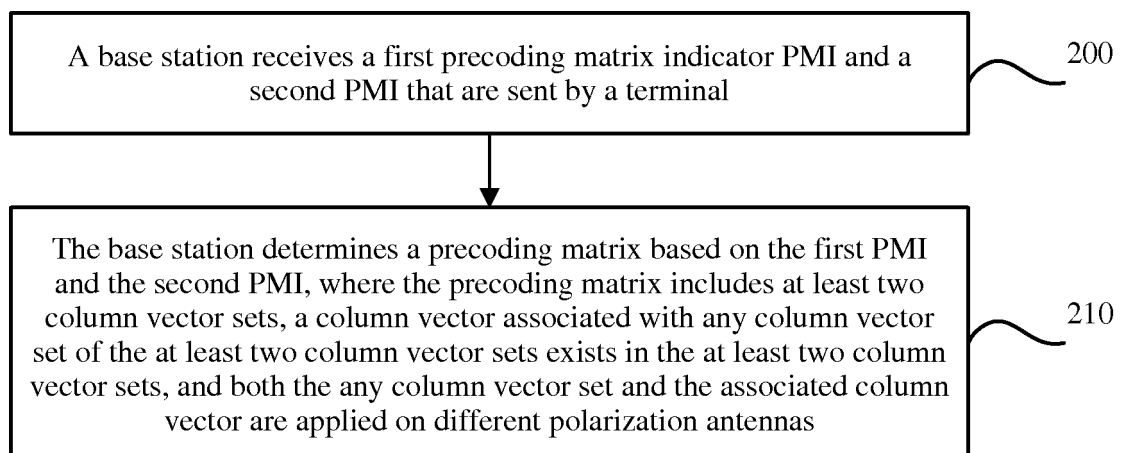 A base station receives a first precoding matrix indicator PMI and a
second PMI that are sent by a terminal
200
The base station determines a precoding matrix based on the first PMI
and the second PMI, where the precoding matrix includes at least two
column vector sets, a column vector associated with any column vector
set of the at least two column vector sets exists in the at least two column
vector sets, and both the any column vector set and the associated column
vector are applied on different polarization antennas
210